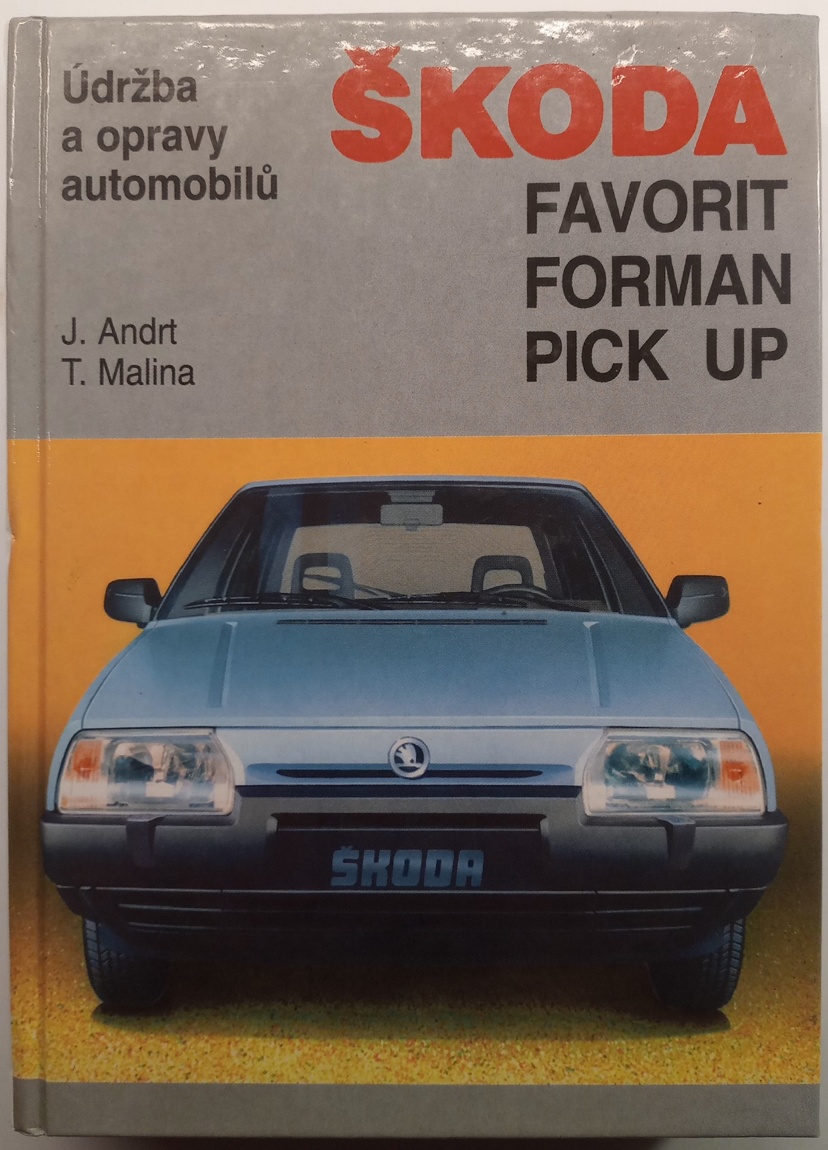 Údržba
a opravy
automobilů
J. Andrt
T. Malina
ŠKODA
FAVORIT
FORMAN
PICK UP
ŠKODA